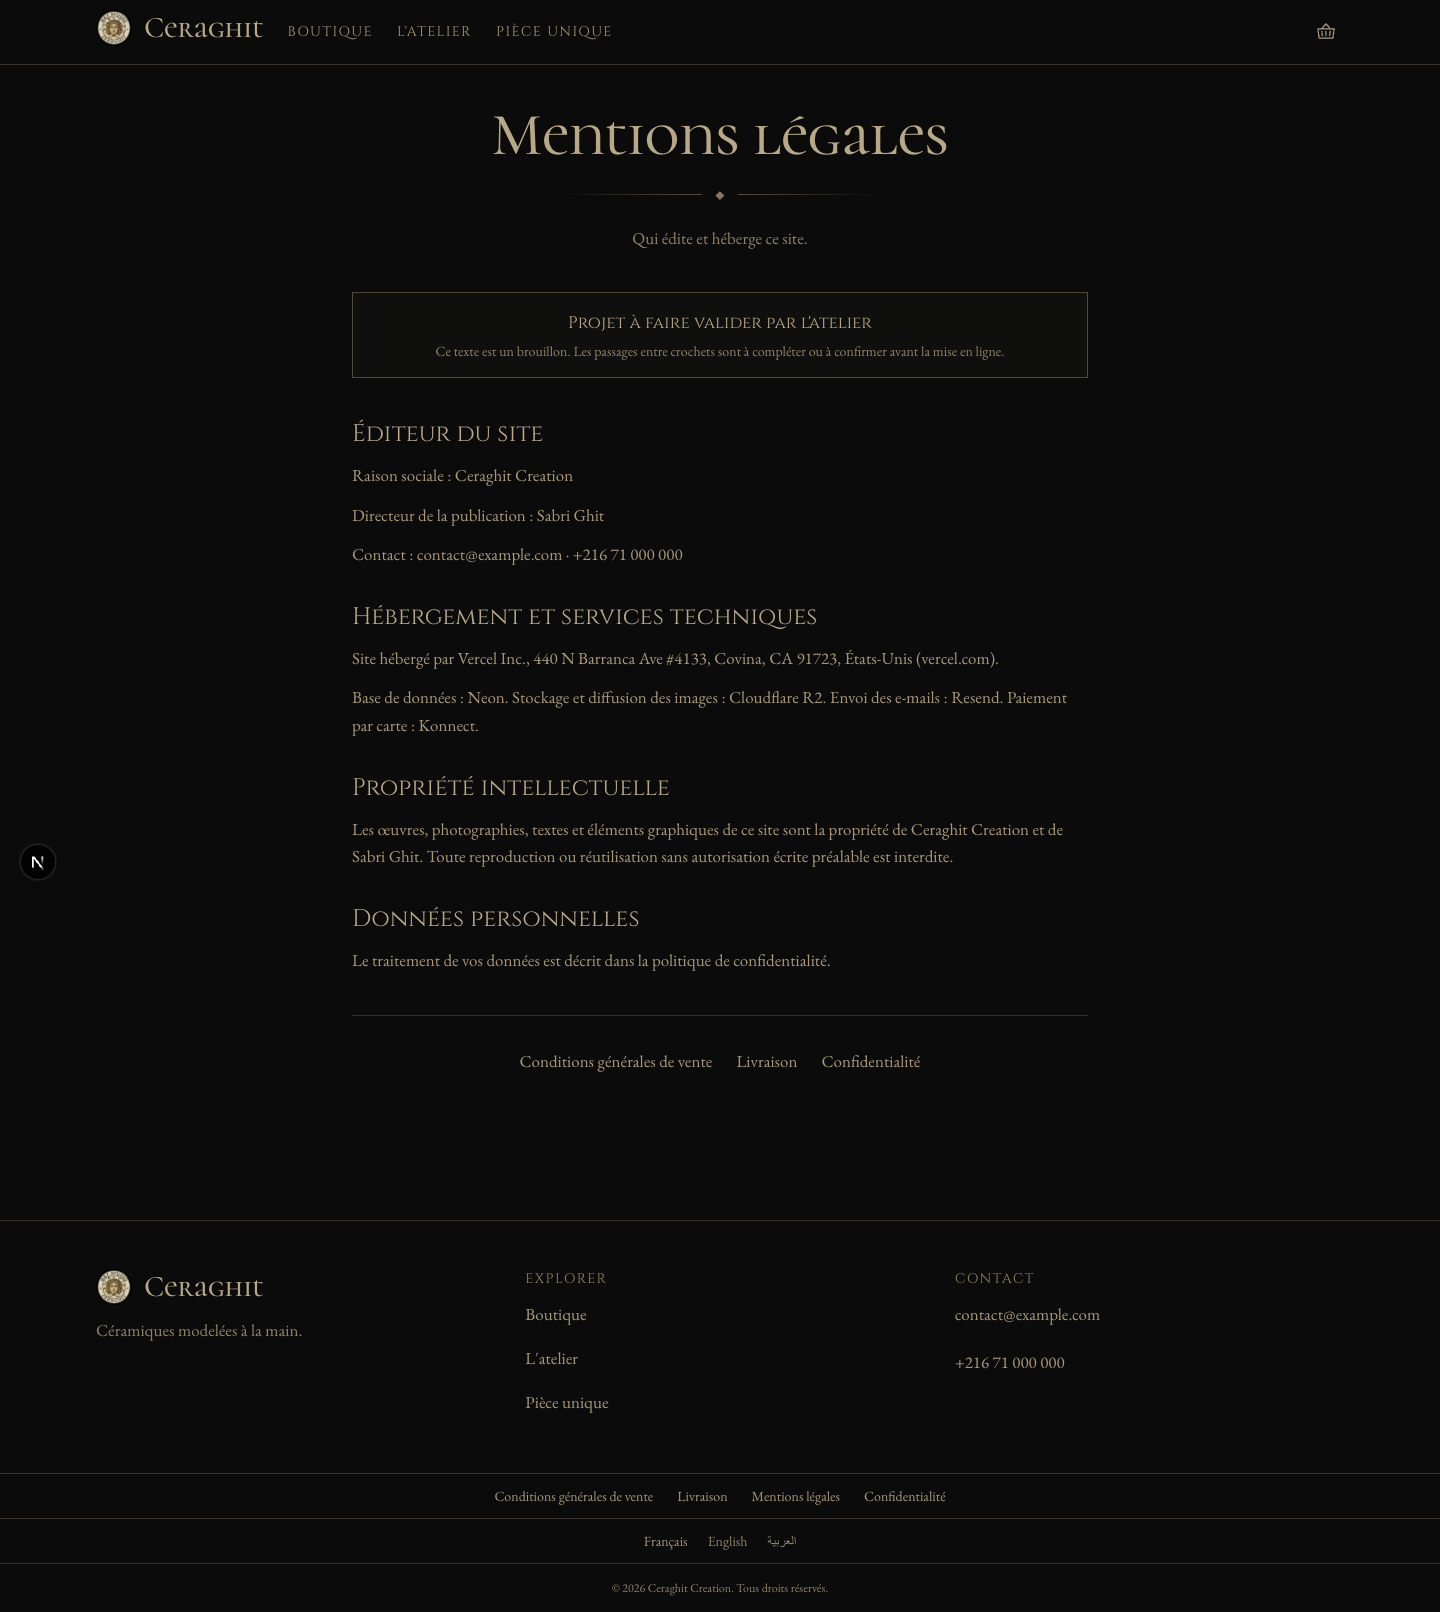 Ceraghit BOUTIQUE L'ATELIER PIÈCE UNIQUE
Mentions légales
Qui édite et héberge ce site.
Projet à faire valider par l'atelier
Ce texte est un brouillon. Les passages entre crochets sont à compléter ou à confirmer avant la mise en ligne.
Éditeur du site
Raison sociale : Ceraghit Creation
Directeur de la publication : Sabri Ghit
Contact : contact@example.com · +216 71 000 000
Hébergement et services techniques
Site hébergé par Vercel Inc., 440 N Barranca Ave #4133, Covina, CA 91723, États-Unis (vercel.com).
Base de données : Neon. Stockage et diffusion des images : Cloudflare R2. Envoi des e-mails : Resend. Paiement
par carte : Konnect.
Propriété intellectuelle
Les œuvres, photographies, textes et éléments graphiques de ce site sont la propriété de Ceraghit Creation et de
Sabri Ghit. Toute reproduction ou réutilisation sans autorisation écrite préalable est interdite.
N
Données personnelles
Le traitement de vos données est décrit dans la politique de confidentialité.
Conditions générales de vente Livraison Confidentialité
Ceraghit
Céramiques modelées à la main.
EXPLORER
Boutique
L'atelier
Pièce unique
CONTACT
contact@example.com
+216 71 000 000
Conditions générales de vente Livraison Mentions légales Confidentialité
Français English العربية
© 2026 Ceraghit Creation. Tous droits réservés.